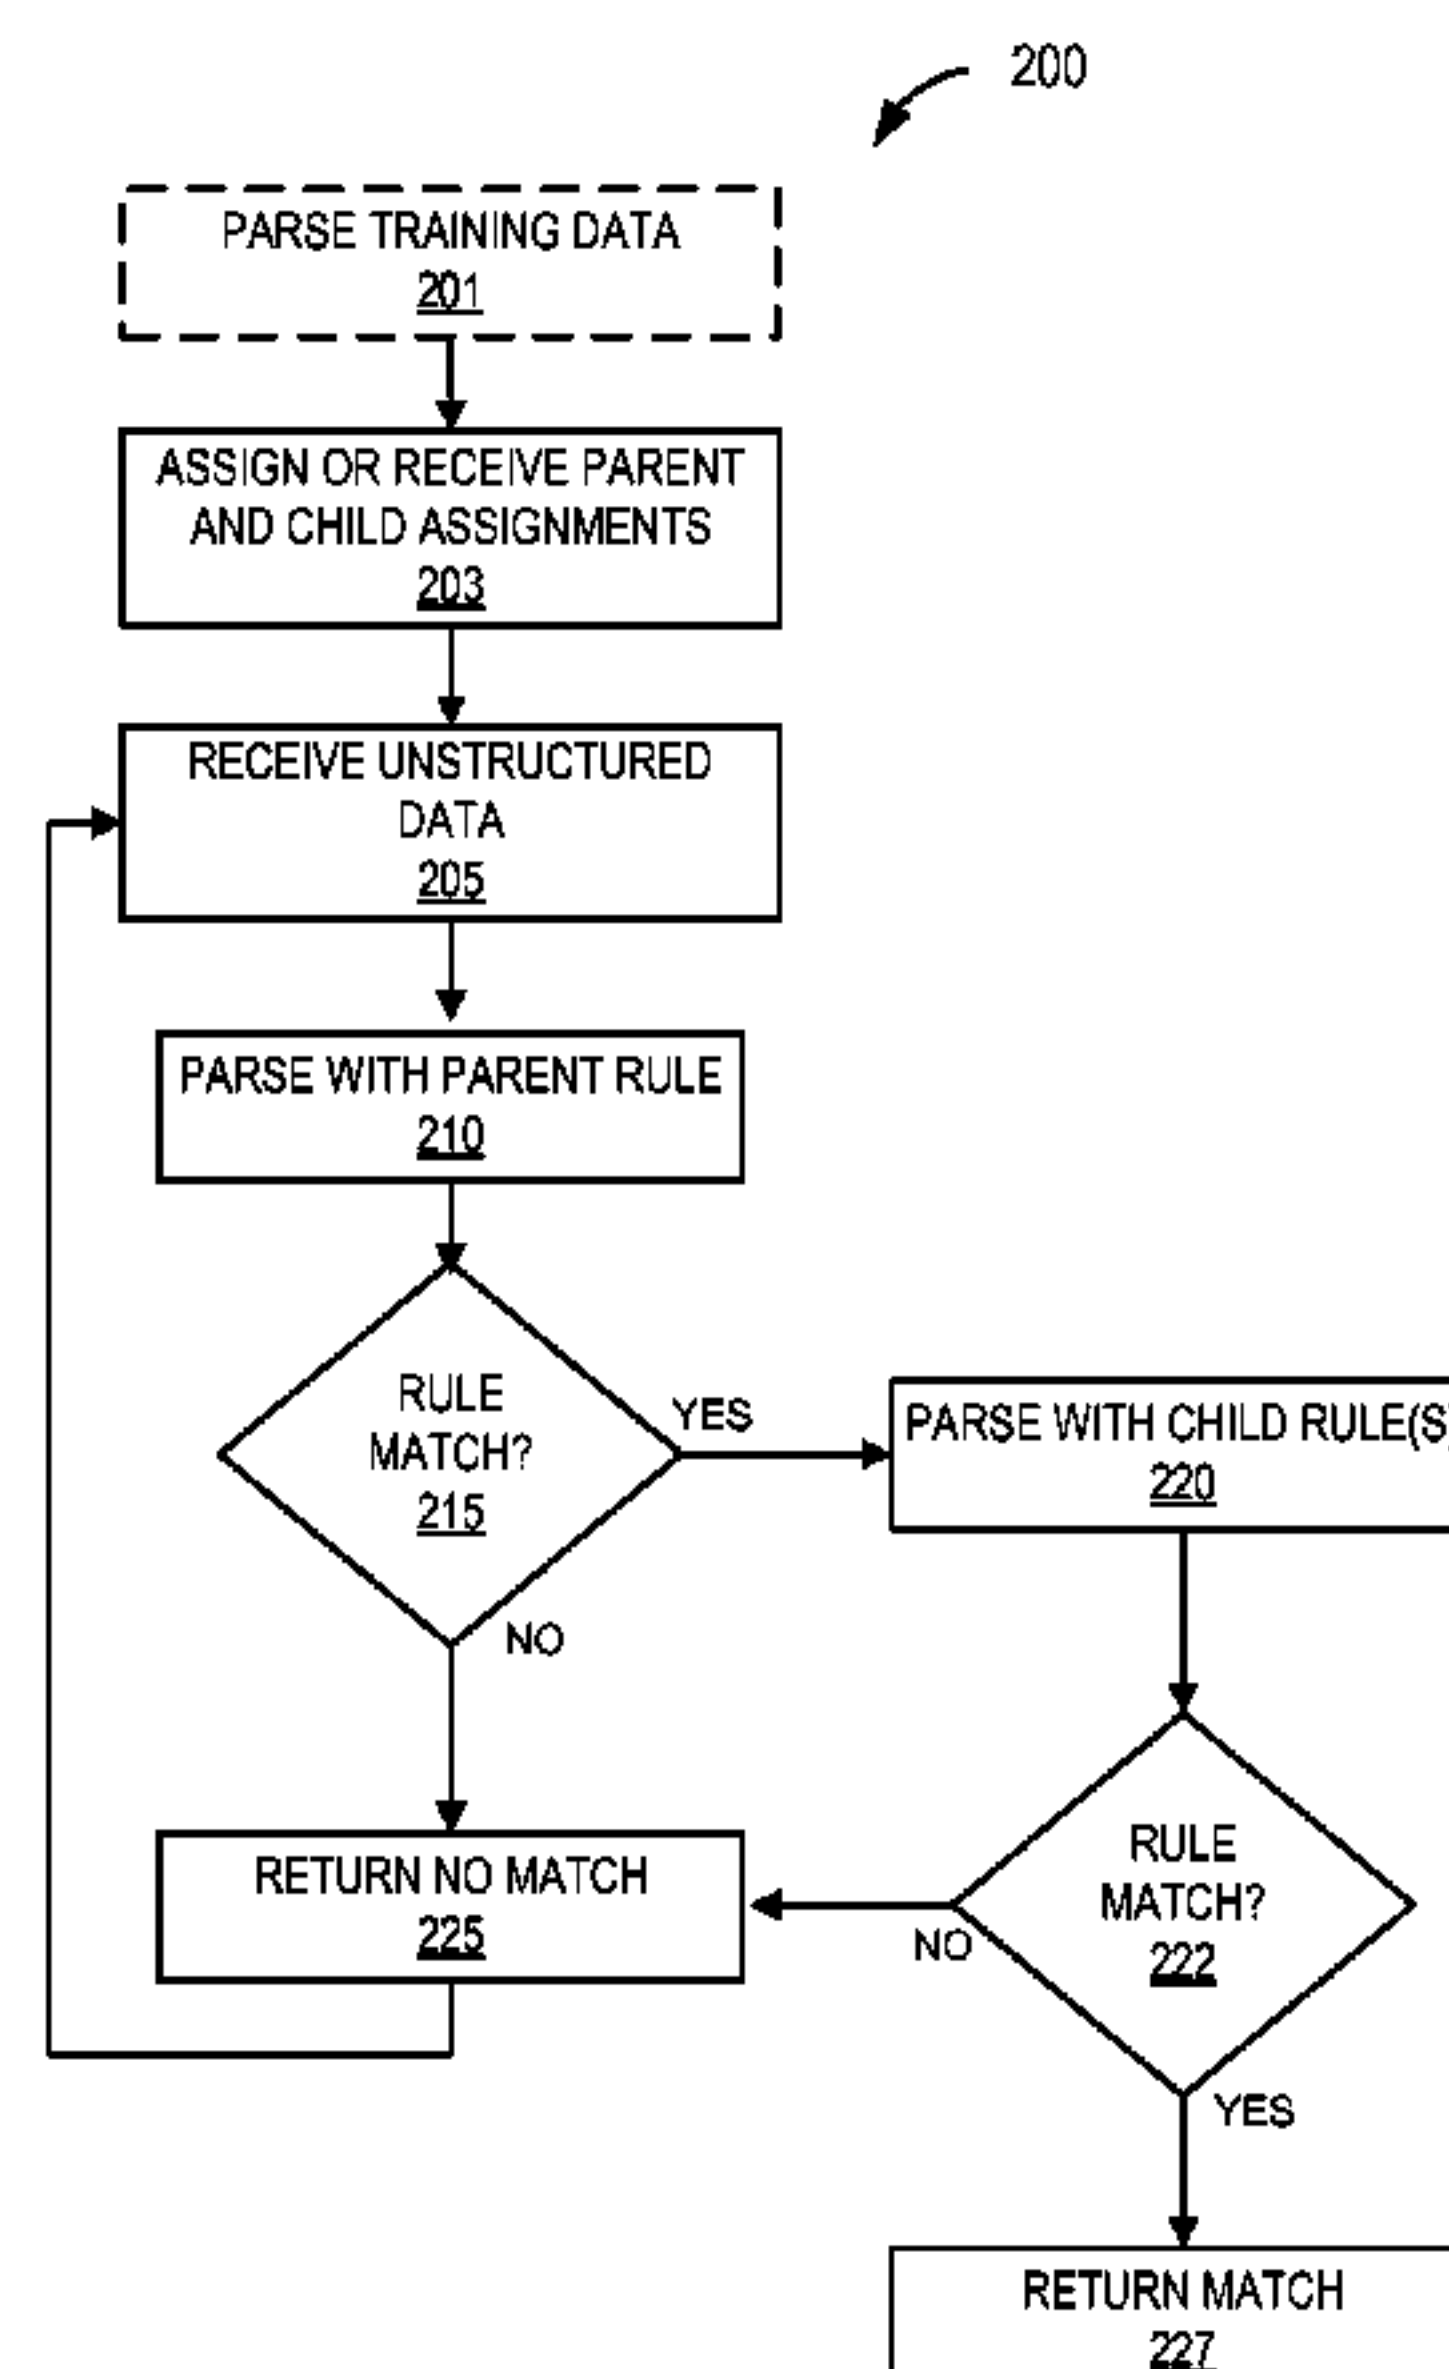 200
PARSE TRAINING DATA
201
ASSIGN OR RECEIVE PARENT
AND CHILD ASSIGNMENTS
203
RECEIVE UNSTRUCTURED
DATA
205
PARSE WITH PARENT RULE
210
RULE
MATCH?
215
YES
NO
PARSE WITH CHILD RULE(S)
220
RULE
MATCH?
222
NO
YES
RETURN NO MATCH
225
RETURN MATCH
227